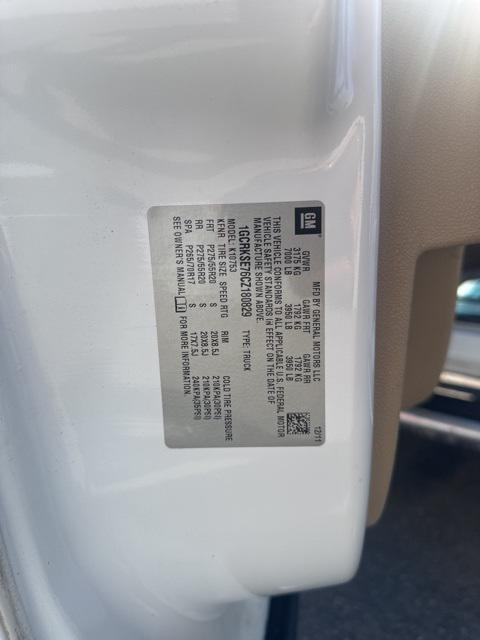 GM
MFD BY GENERAL MOTORS LLC 12/11
GVWR GAWR FRT GAWR RR
3175 KG 1792 KG 1792 KG
7000 LB 3950 LB 3950 LB
THIS VEHICLE CONFORMS TO ALL APPLICABLE U.S. FEDERAL MOTOR
VEHICLE SAFETY STANDARDS IN EFFECT ON THE DATE OF
MANUFACTURE SHOWN ABOVE.
1GCRKSE76CZ180829 TYPE: TRUCK
MODEL: K10753
KFNR TIRE SIZE SPEED RTG RIM COLD TIRE PRESSURE
FRT P275/55R20 S 20X8.5J 210KPA(30PSI)
RR P275/55R20 S 20X8.5J 210KPA(30PSI)
SPA P265/70R17 S 17X7.5J 240KPA(35PSI)
SEE OWNER'S MANUAL FOR MORE INFORMATION.